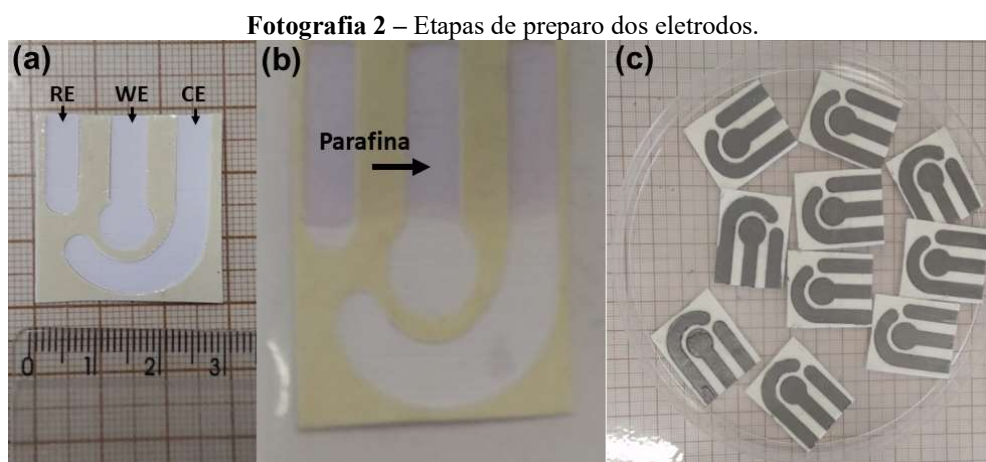 Fotografia 2 – Etapas de preparo dos eletrodos.
(a)
RE WE CE
0 1 2 3
(b)
Parafina
(c)